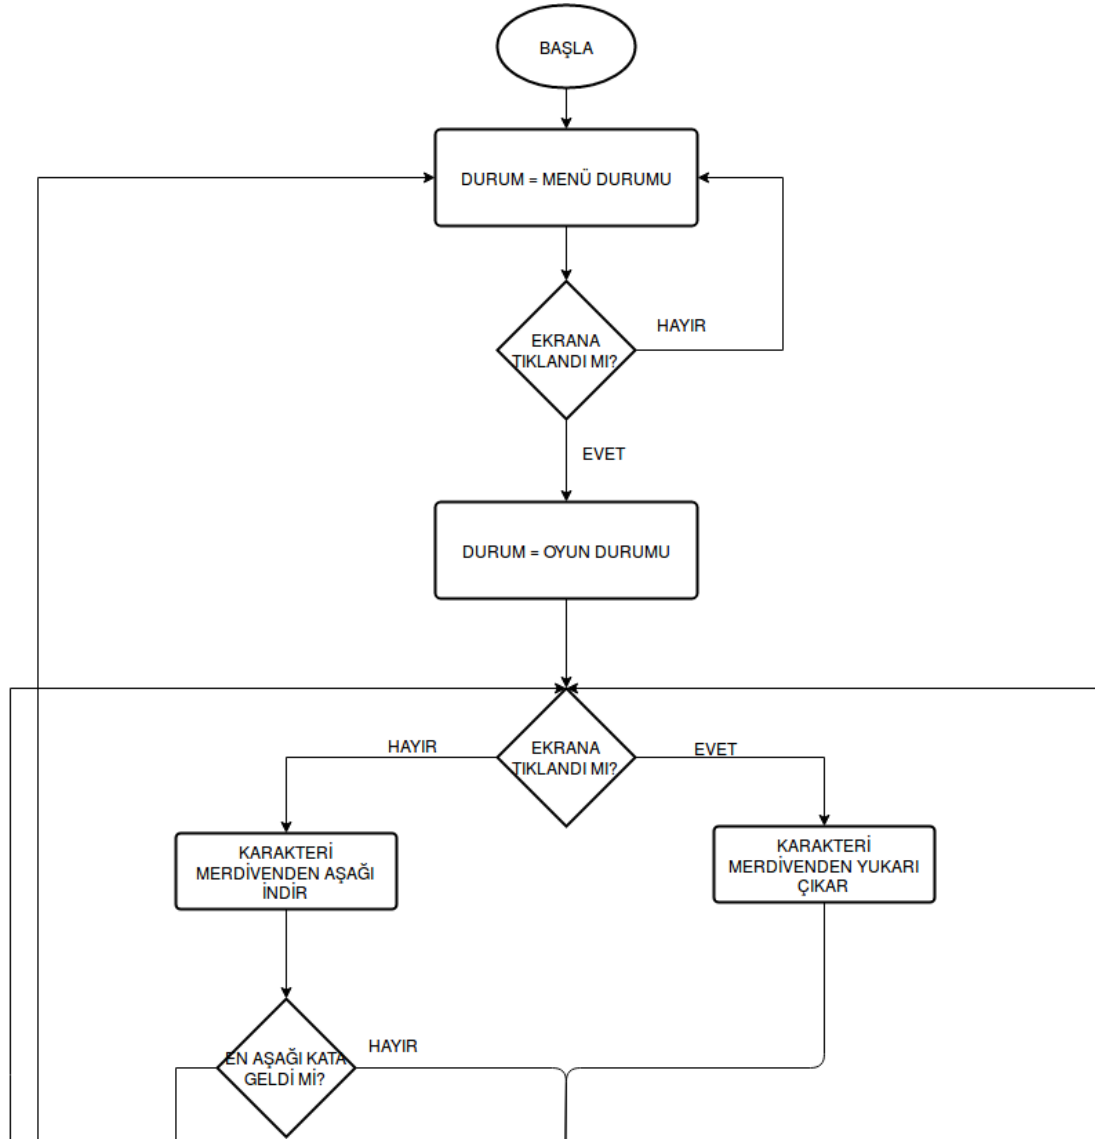 BAŞLA
DURUM = MENÜ DURUMU
EKRANA
TIKLANDI MI?
HAYIR
EVET
DURUM = OYUN DURUMU
HAYIR
EKRANA
TIKLANDI MI?
EVET
KARAKTERİ
MERDİVENDEN AŞAĞI
İNDİR
KARAKTERİ
MERDİVENDEN YUKARI
ÇIKAR
EN AŞAĞI KATA
GELDİ Mİ?
HAYIR